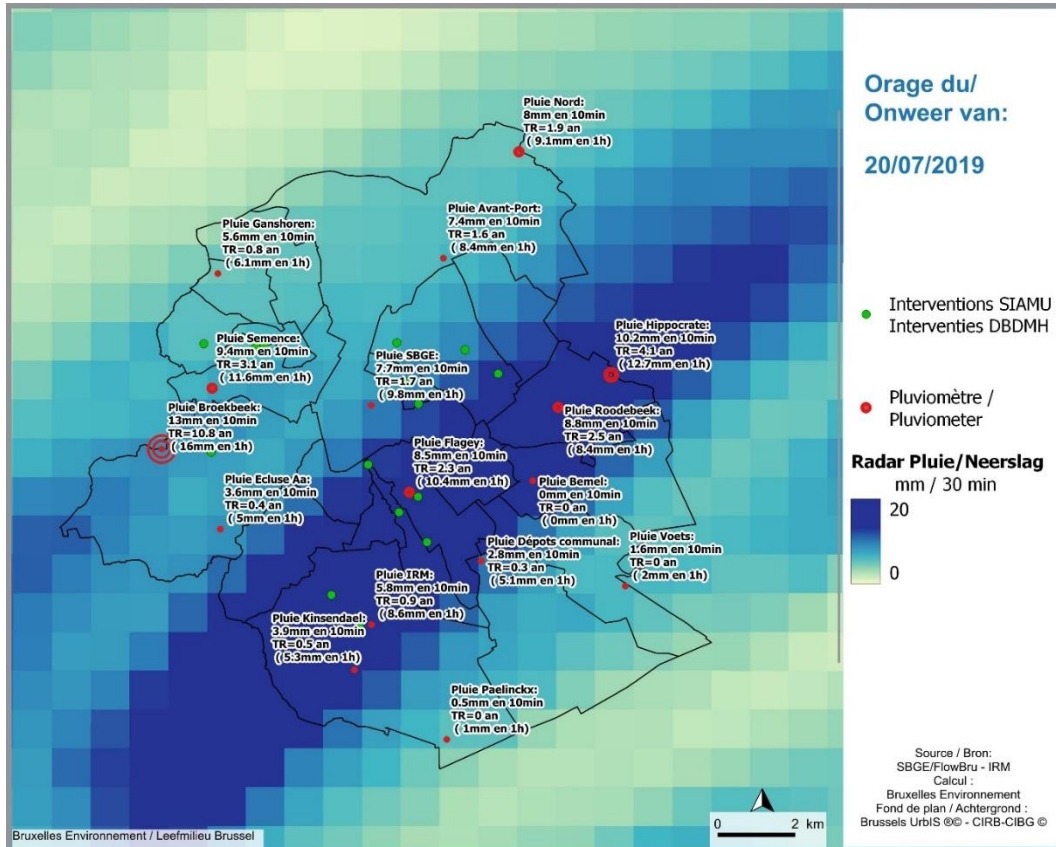 Pluie Nord:
8mm en 10min
TR=1.9 an
( 9.1mm en 1h)
Pluie Avant-Port:
7.4mm en 10min
TR=1.6 an
( 8.4mm en 1h)
Pluie Ganshoren:
5.6mm en 10min
TR=0.8 an
( 6.1mm en 1h)
Pluie Semence:
9.4mm en 10min
TR=3.1 an
( 11.6mm en 1h)
Pluie SBGE:
7.7mm en 10min
TR=1.7 an
( 9.8mm en 1h)
Pluie Hippocrate:
10.2mm en 10min
TR=4.1 an
(12.7mm en 1h)
Pluie Broekbeek:
13mm en 10min
TR=10.8 an
( 16mm en 1h)
Pluie Roodebeek:
8.8mm en 10min
TR=2.5 an
( 8.4mm en 1h)
Pluie Flagey:
8.5mm en 10min
TR=2.3 an
( 10.4mm en 1h)
Pluie Ecluse Aa:
3.6mm en 10min
TR=0.4 an
( 5mm en 1h)
Pluie Bemel:
0mm en 10min
TR=0 an
( 0mm en 1h)
Pluie Dépots communal:
2.8mm en 10min
TR=0.3 an
( 5.1mm en 1h)
Pluie Voets:
1.6mm en 10min
TR=0 an
( 2mm en 1h)
Pluie IRM:
5.8mm en 10min
TR=0.9 an
( 8.6mm en 1h)
Pluie Kinsendael:
3.9mm en 10min
TR=0.5 an
( 5.3mm en 1h)
Pluie Paelinckx:
0.5mm en 10min
TR=0 an
( 1mm en 1h)
Bruxelles Environnement / Leefmilieu Brussel
0 2 km
Orage du/
Onweer van:
20/07/2019
Interventions SIAMU
Interventies DBDMH
Pluviomètre /
Pluviometer
Radar Pluie/Neerslag
mm / 30 min
20
0
Source / Bron:
SBGE/FlowBru - IRM
Calcul :
Bruxelles Environnement
Fond de plan / Achtergrond :
Brussels UrbIS ®© - CIRB-CIBG ©